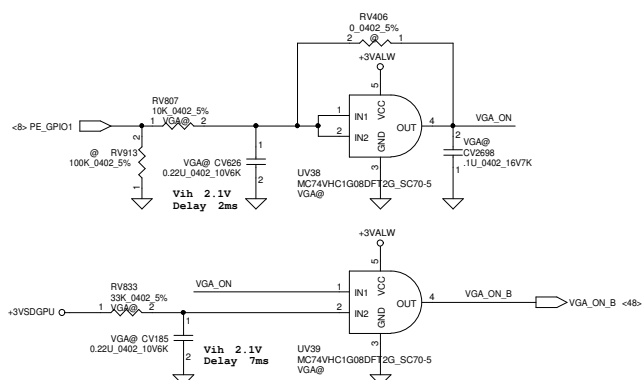 RV406
0_0402_5%
2 @ 1
+3VALW
RV807
10K_0402_5%
VGA@
<8> PE_GPIO1
1 2
5
VCC
1 IN1
2 IN2
OUT 4
VGA_ON
GND
3
2
@ RV913
100K_0402_5%
1
1
VGA@ CV626
0.22U_0402_10V6K
2
Vih 2.1V
Delay 2ms
UV38
MC74VHC1G08DFT2G_SC70-5
VGA@
2 VGA@
CV2698
1 .1U_0402_16V7K
+3VALW
5
VCC
VGA_ON
1 IN1
2 IN2
OUT 4
VGA_ON_B
VGA_ON_B <48>
GND
3
RV833
33K_0402_5%
VGA@
+3VSDGPU
1 2
1
VGA@ CV185
0.22U_0402_10V6K
2
Vih 2.1V
Delay 7ms
UV39
MC74VHC1G08DFT2G_SC70-5
VGA@